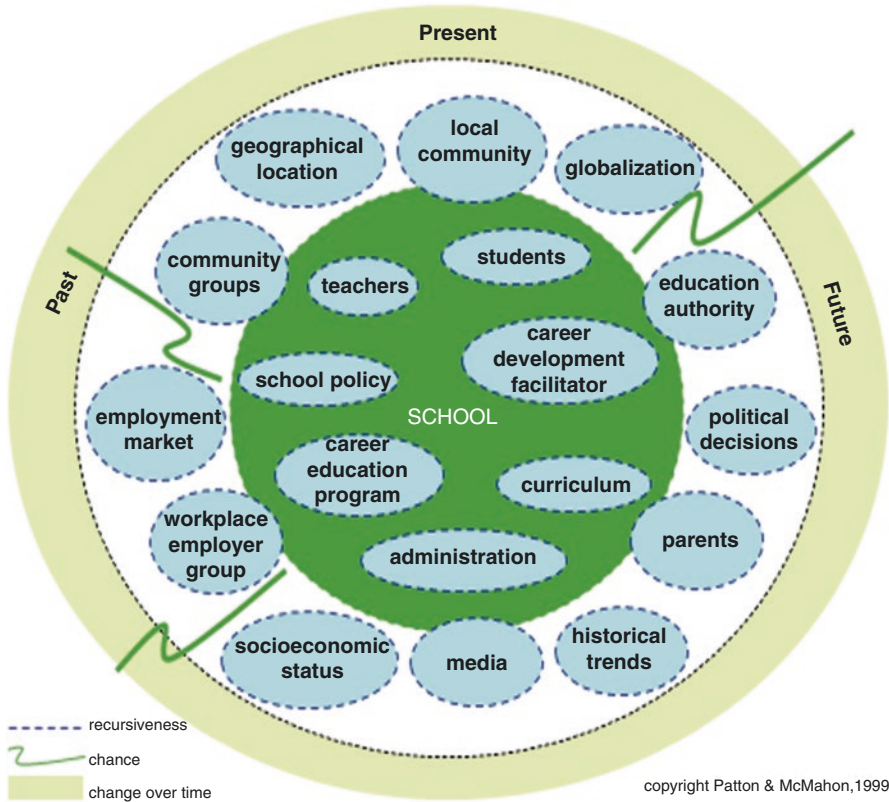 Present
local
community
geographical
location
globalization
community
groups
students
teachers
education
authority
Past
Future
career
development
facilitator
school policy
SCHOOL
employment
market
political
decisions
career
education
program
curriculum
workplace
employer
group
parents
administration
socioeconomic
status
media
historical
trends
recursiveness
chance
change over time
copyright Patton & McMahon,1999